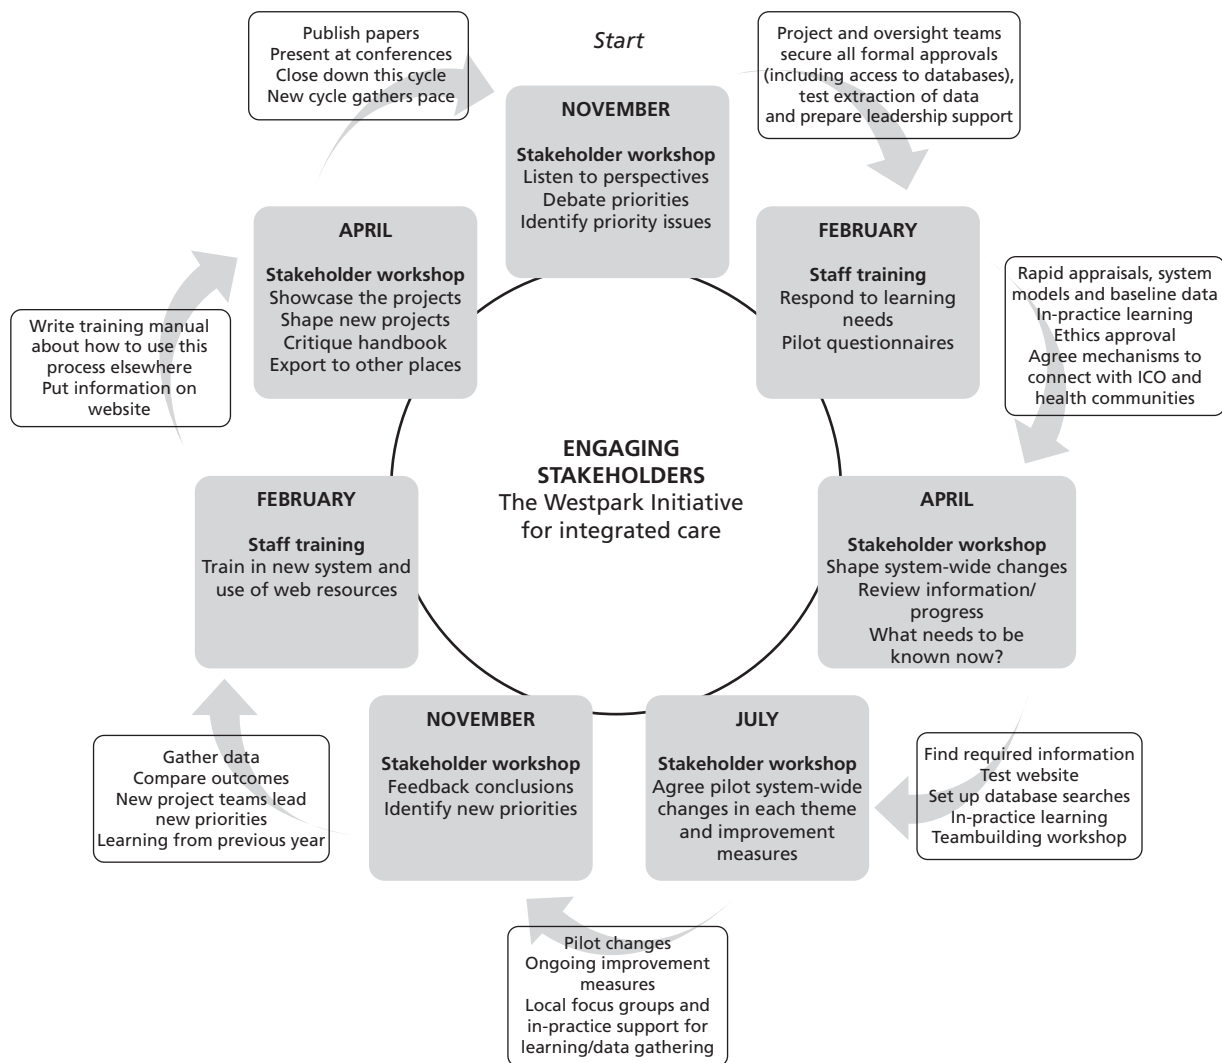 Start
NOVEMBER
Stakeholder workshop
Listen to perspectives
Debate priorities
Identify priority issues
Project and oversight teams
secure all formal approvals
(including access to databases),
test extraction of data
and prepare leadership support
FEBRUARY
Staff training
Respond to learning
needs
Pilot questionnaires
Rapid appraisals, system
models and baseline data
In-practice learning
Ethics approval
Agree mechanisms to
connect with ICO and
health communities
APRIL
Stakeholder workshop
Shape system-wide changes
Review information/
progress
What needs to be
known now?
Find required information
Test website
Set up database searches
In-practice learning
Teambuilding workshop
JULY
Stakeholder workshop
Agree pilot system-wide
changes in each theme
and improvement
measures
Pilot changes
Ongoing improvement
measures
Local focus groups and
in-practice support for
learning/data gathering
NOVEMBER
Stakeholder workshop
Feedback conclusions
Identify new priorities
Gather data
Compare outcomes
New project teams lead
new priorities
Learning from previous year
FEBRUARY
Staff training
Train in new system and
use of web resources
Write training manual
about how to use this
process elsewhere
Put information on
website
APRIL
Stakeholder workshop
Showcase the projects
Shape new projects
Critique handbook
Export to other places
Publish papers
Present at conferences
Close down this cycle
New cycle gathers pace
ENGAGING
STAKEHOLDERS
The Westpark Initiative
for integrated care